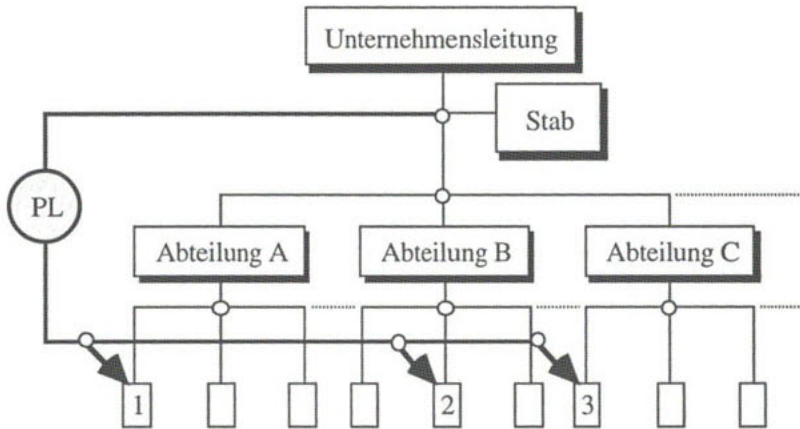 Unternehmensleitung
Stab
PL
Abteilung A
Abteilung B
Abteilung C
1
2
3